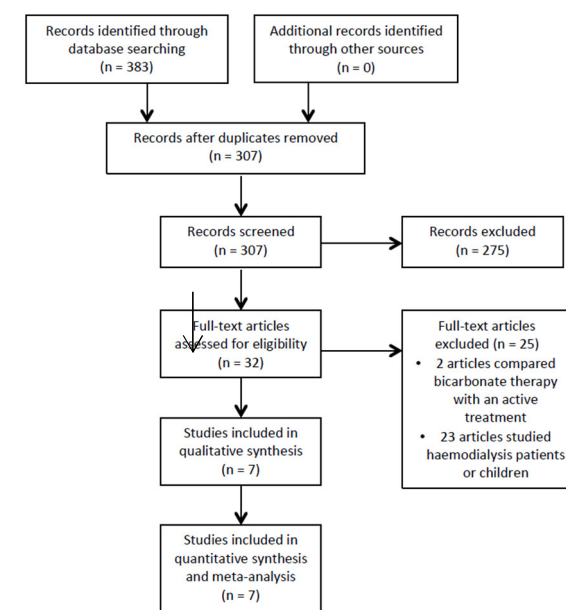 Records identified through
database searching
(n = 383)
Additional records identified
through other sources
(n = 0)
Records after duplicates removed
(n = 307)
Records screened
(n = 307)
Records excluded
(n = 275)
Full-text articles
assessed for eligibility
(n = 32)
Full-text articles
excluded (n = 25)
• 2 articles compared
bicarbonate therapy
with an active
treatment
• 23 articles studied
haemodialysis patients
or children
Studies included in
qualitative synthesis
(n = 7)
Studies included in
quantitative synthesis
and meta-analysis
(n = 7)